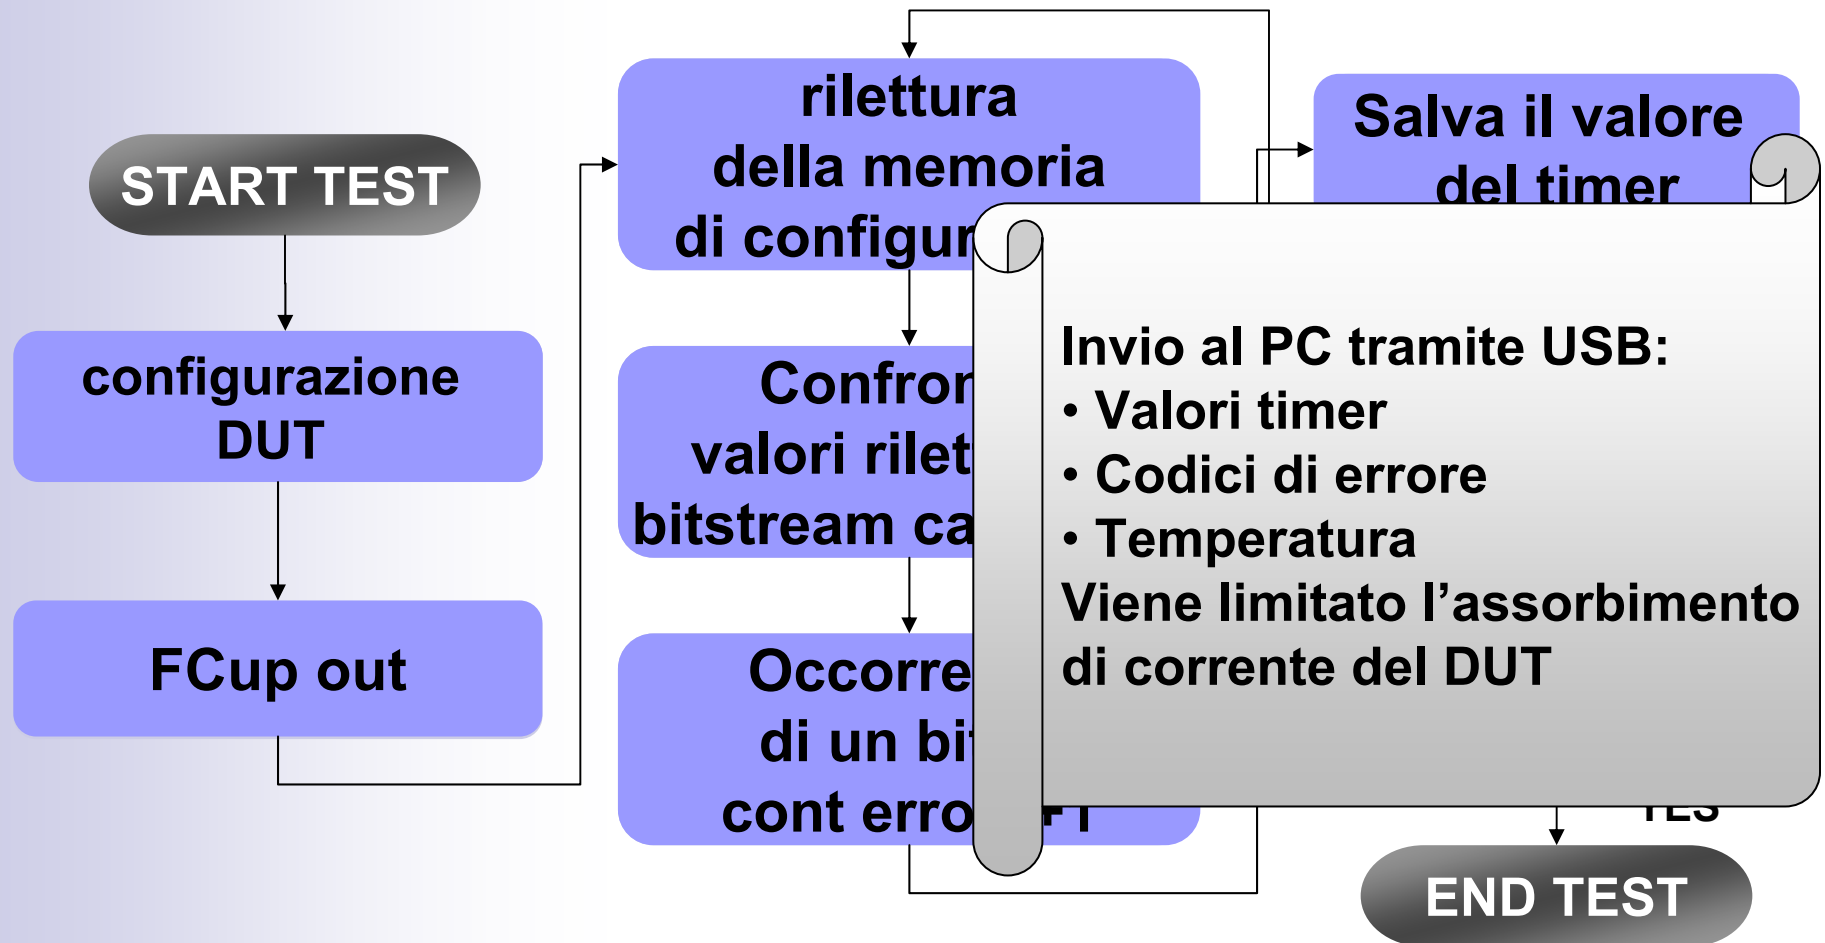 START TEST
configurazione
DUT
FCup out
rilettura
della memoria
di configur
Confron
valori rilet
bitstream ca
Occorre
di un bi
cont erro +1
Salva il valore
del timer
Invio al PC tramite USB:
• Valori timer
• Codici di errore
• Temperatura
Viene limitato l’assorbimento
di corrente del DUT
YES
END TEST